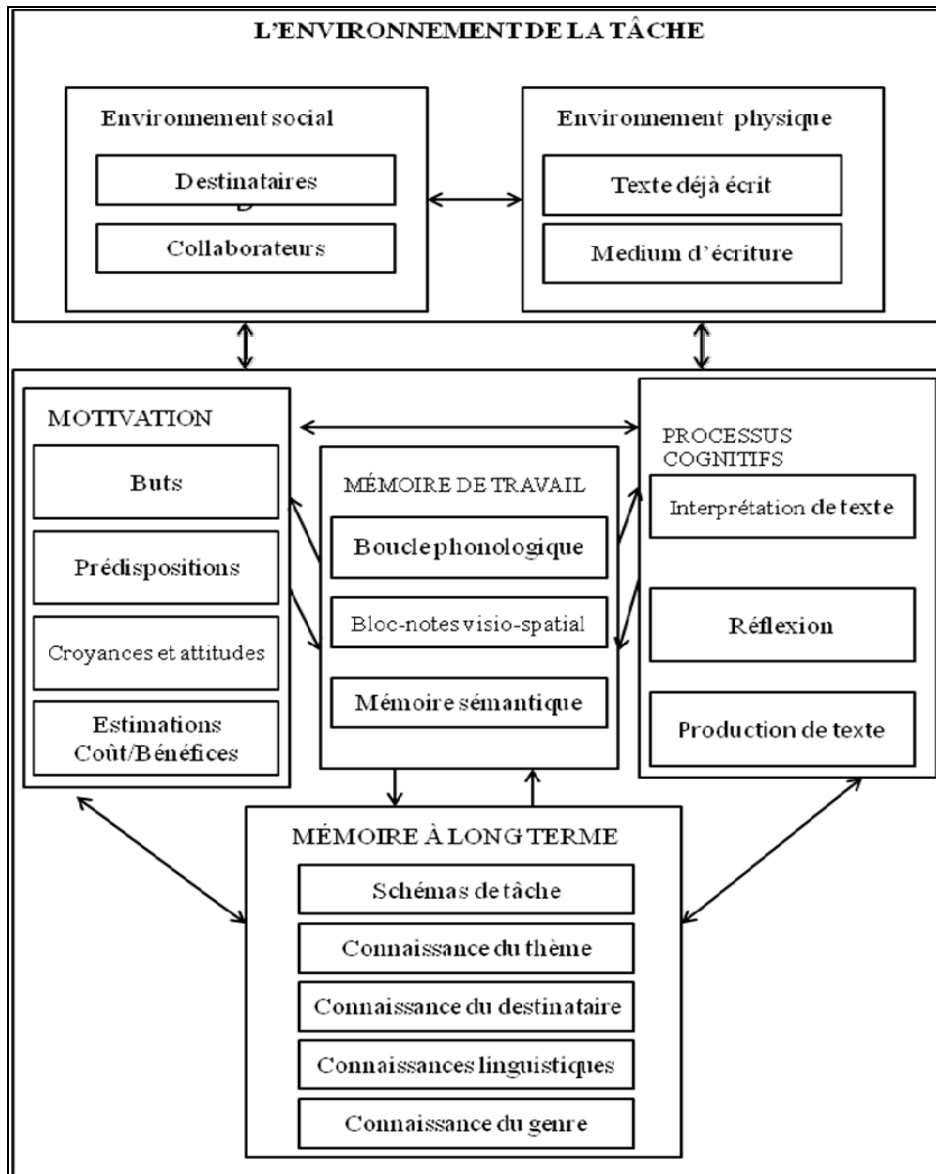 L'ENVIRONNEMENT DE LA TÂCHE
Environnement social
Destinataires
Collaborateurs
Environnement physique
Texte déjà écrit
Medium d'écriture
MOTIVATION
Buts
Prédispositions
Croyances et attitudes
Estimations
Coût/Bénéfices
MÉMOIRE DE TRAVAIL
Boucle phonologique
Bloc-notes visio-spatial
Mémoire sémantique
PROCESSUS
COGNITIFS
Interprétation de texte
Réflexion
Production de texte
MÉMOIRE À LONG TERME
Schémas de tâche
Connaissance du thème
Connaissance du destinataire
Connaissances linguistiques
Connaissance du genre